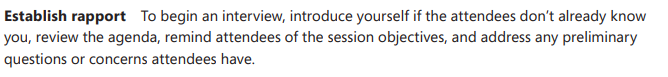 Establish rapport To begin an interview, introduce yourself if the attendees don't already know
you, review the agenda, remind attendees of the session objectives, and address any preliminary
questions or concerns attendees have.